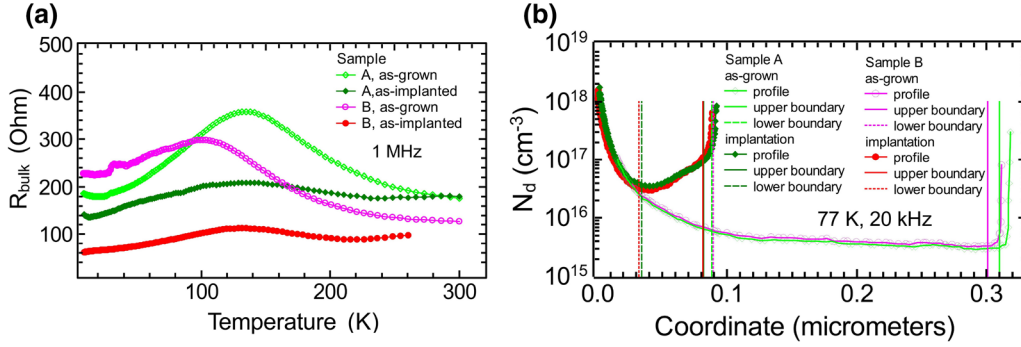 (a)
500
400
300
200
100
R_bulk (Ohm)
Sample
A, as-grown
A,as-implanted
B, as-grown
B, as-implanted
1 MHz
100
200
300
Temperature (K)
(b)
10^19
10^18
10^17
10^16
10^15
N_d (cm^-3)
Sample A
as-grown
profile
upper boundary
lower boundary
implantation
profile
upper boundary
lower boundary
Sample B
as-grown
profile
upper boundary
lower boundary
implantation
profile
upper boundary
lower boundary
77 K, 20 kHz
0.0
0.1
0.2
0.3
Coordinate (micrometers)